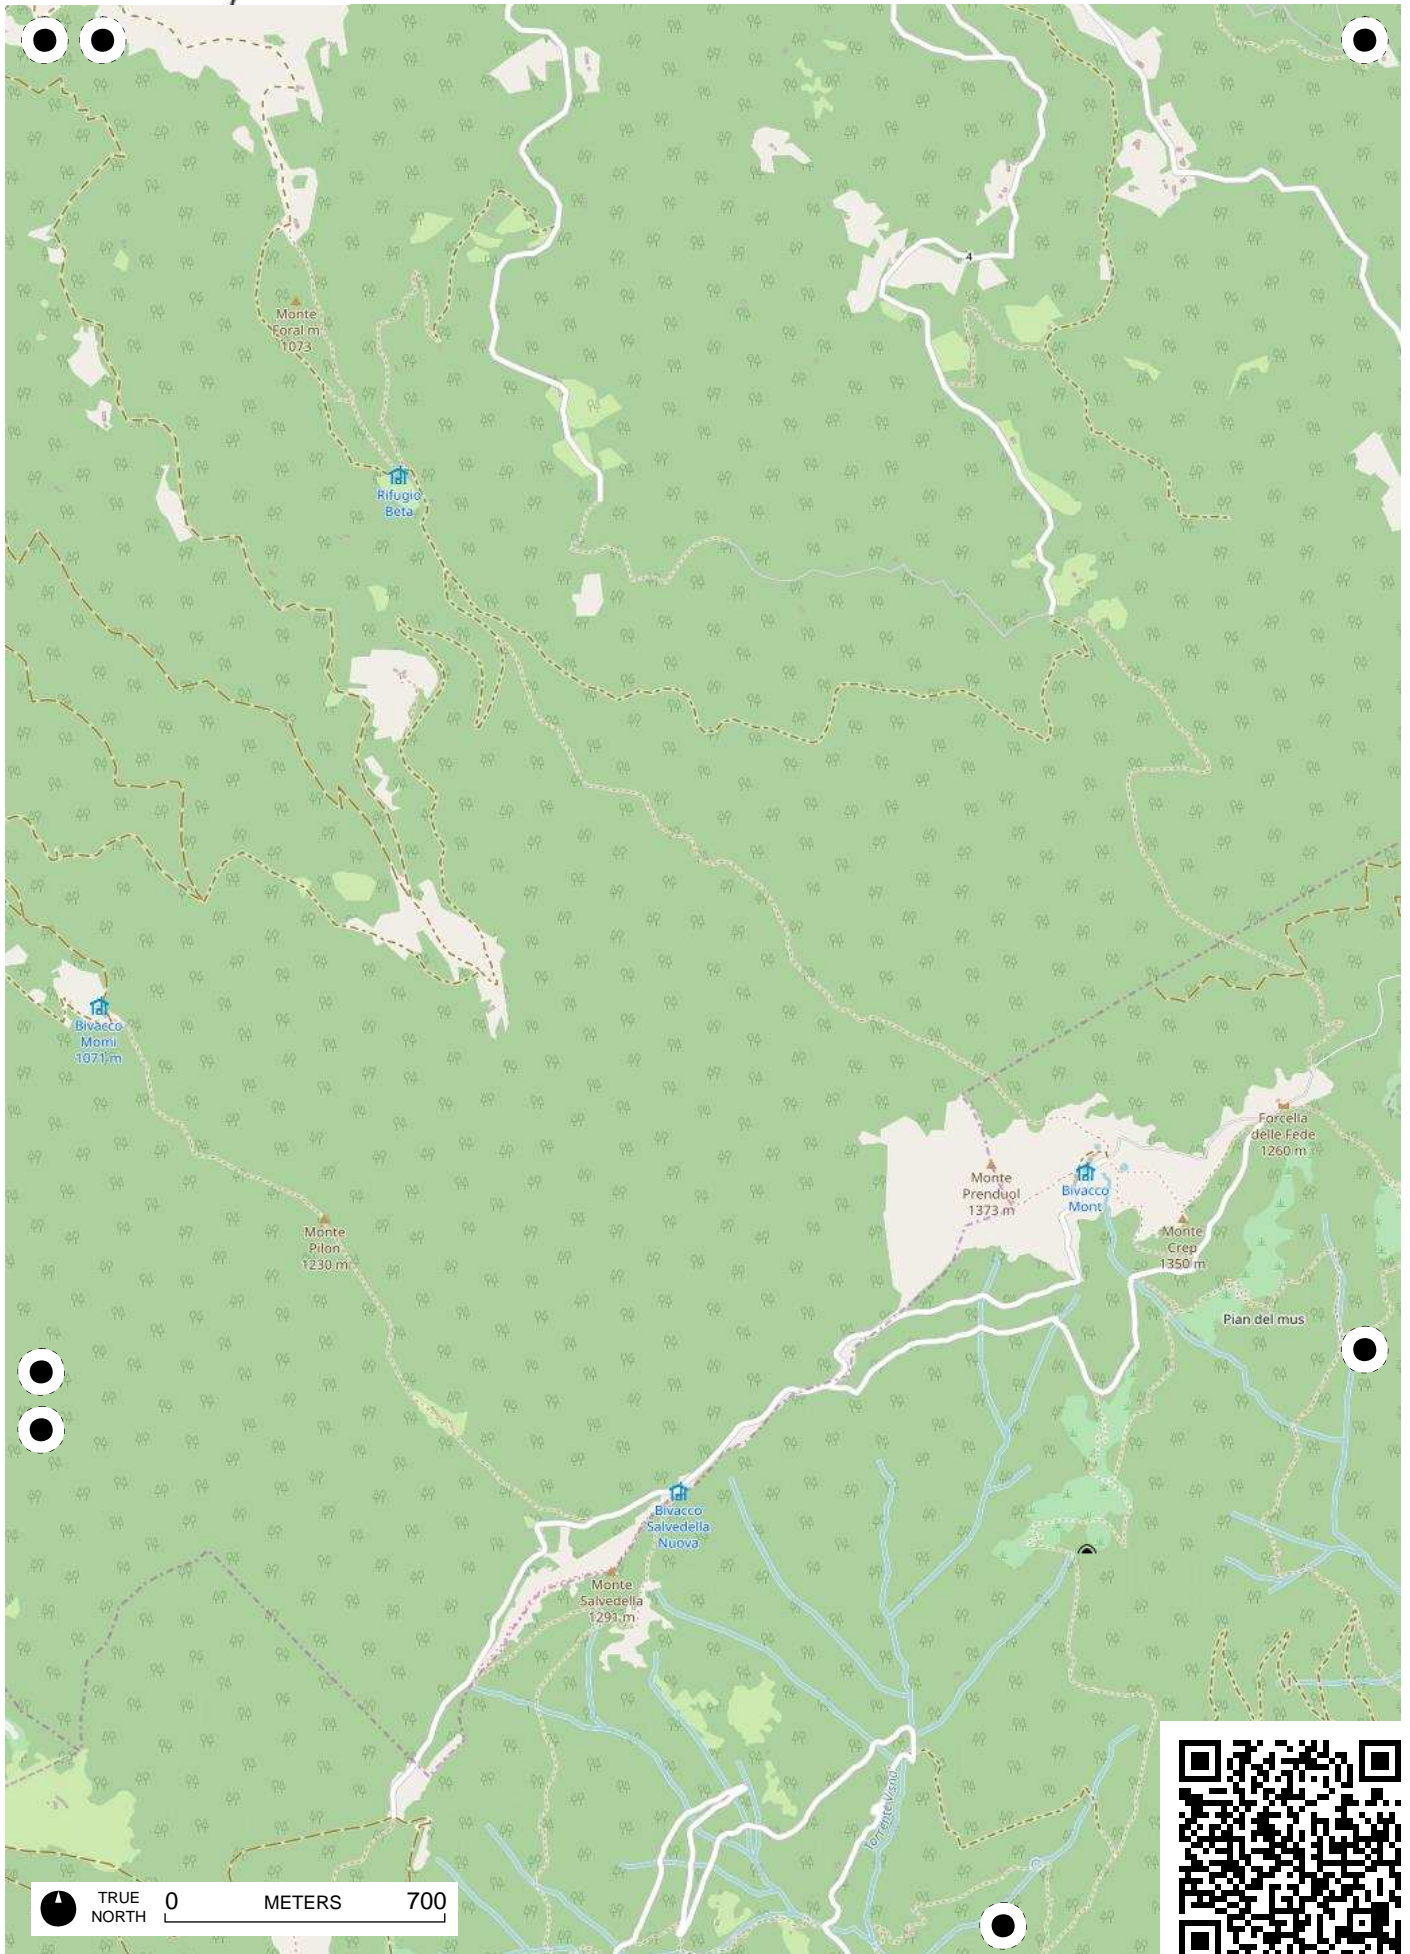 4
Monte
Foral m
1073
Rifugio
Beta
Bivacco
Momi
1071 m
Forcella
delle Fede
1260 m
Monte
Prenduol
1373 m
Bivacco
Mont
Monte
Crep
1350 m
Monte
Pilon
1230 m
Pian del mus
Bivacco
Salvedella
Nuova
Monte
Salvedella
1291 m
Torrente Visnà
TRUE
NORTH
0 METERS 700